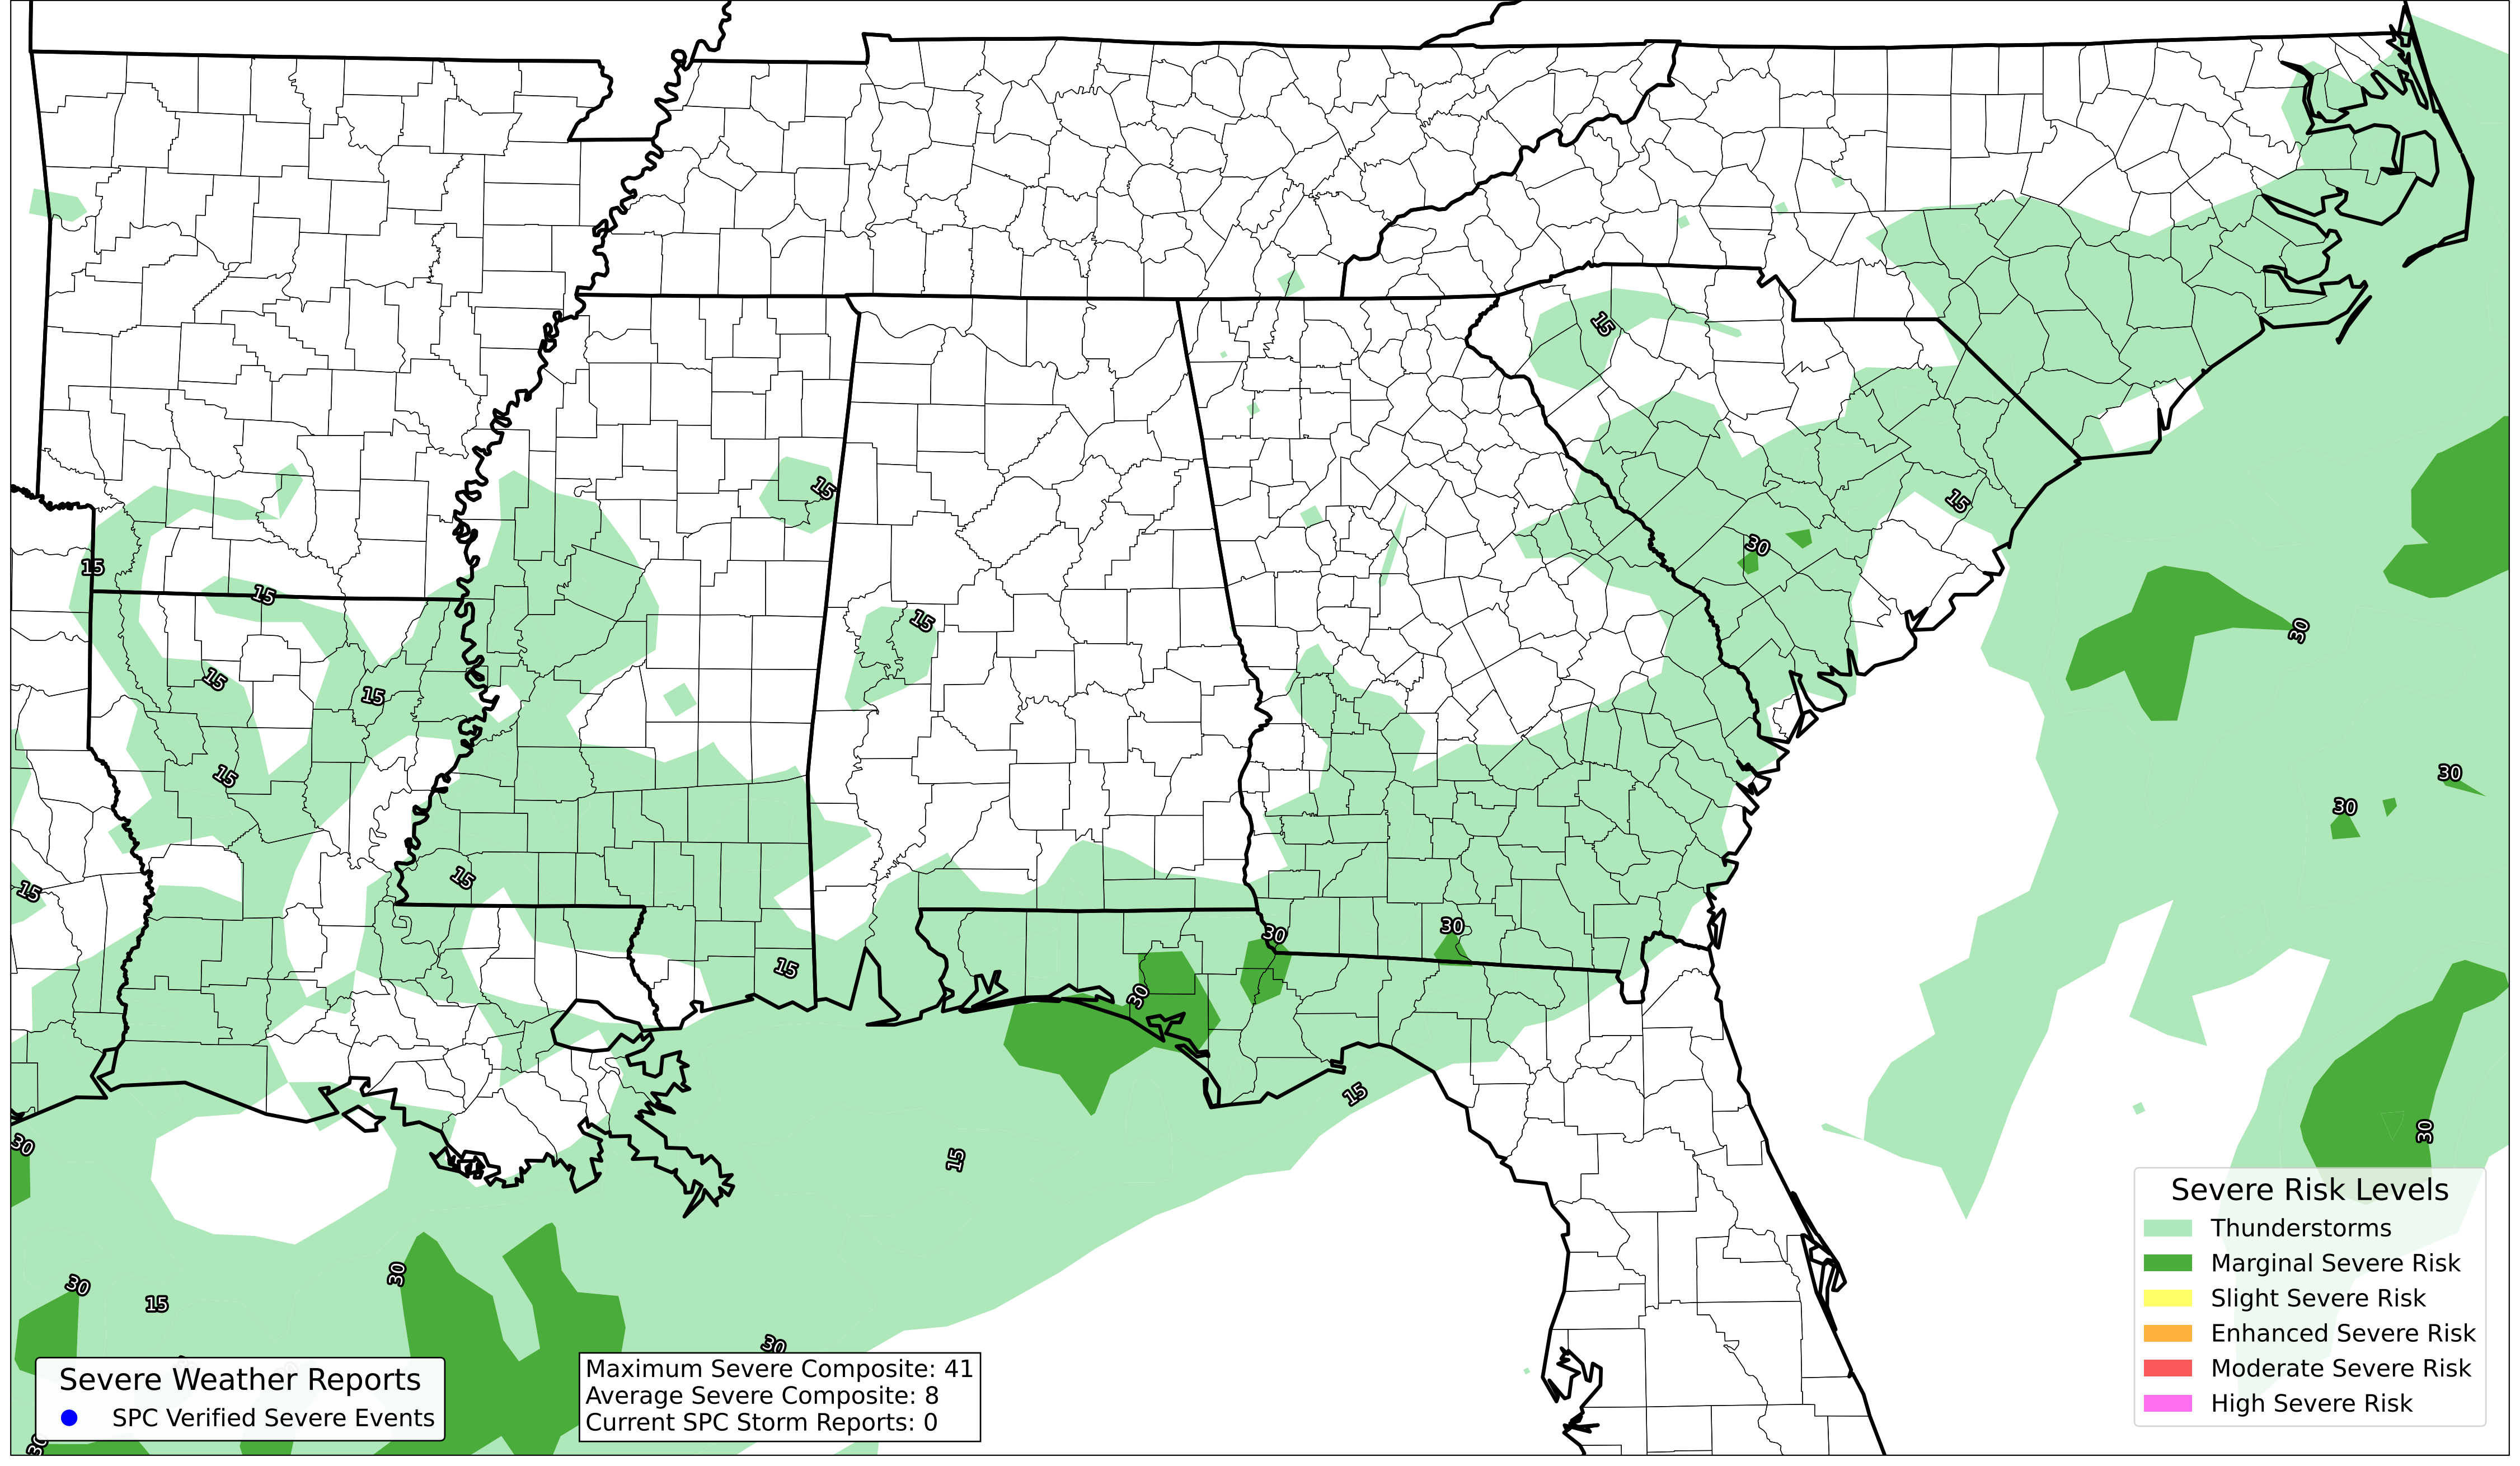 15
15
15
30
15
15
15
30
15
15
30
15
30
15
15
30
30
30
15
30
15
30
30
15
30
30
15
30
30
Severe Risk Levels
Thunderstorms
Marginal Severe Risk
Slight Severe Risk
Enhanced Severe Risk
Moderate Severe Risk
High Severe Risk
Severe Weather Reports
SPC Verified Severe Events
Maximum Severe Composite: 41
Average Severe Composite: 8
Current SPC Storm Reports: 0
30